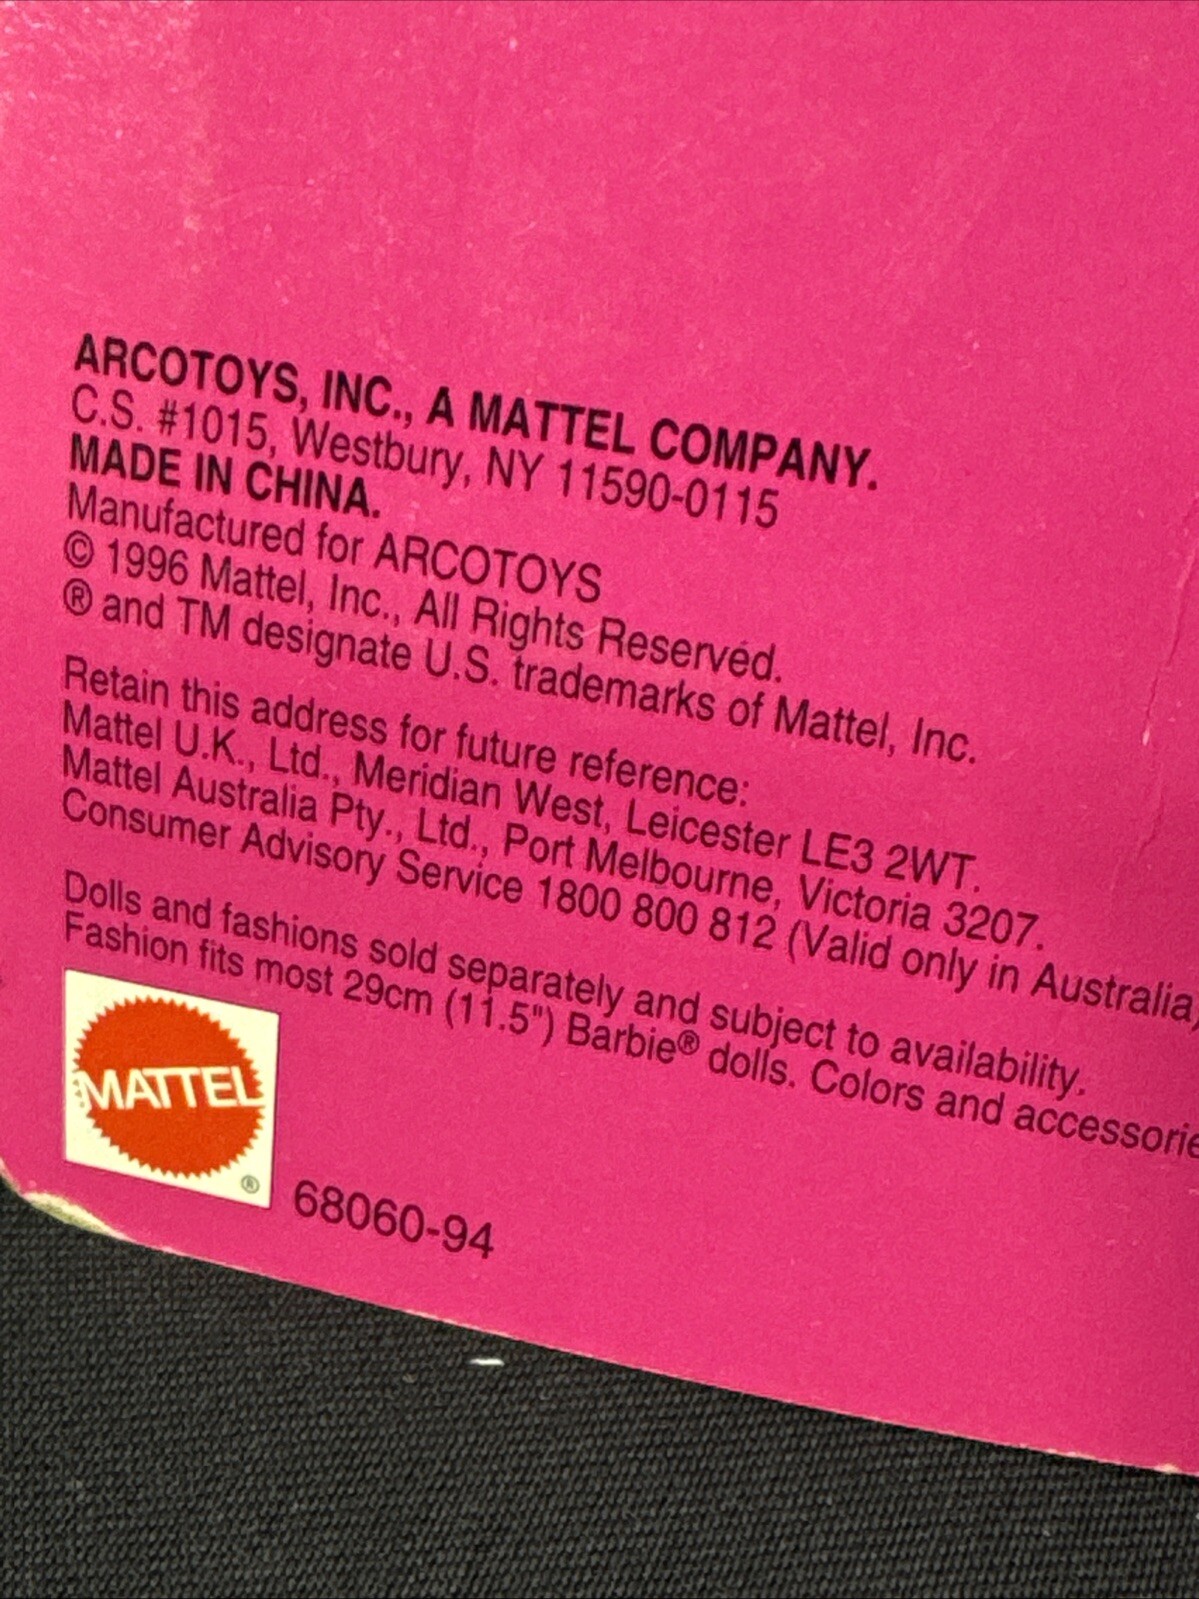 ARCOTOYS, INC., A MATTEL COMPANY.
C.S. #1015, Westbury, NY 11590-0115
MADE IN CHINA.
Manufactured for ARCOTOYS
© 1996 Mattel, Inc., All Rights Reserved.
® and TM designate U.S. trademarks of Mattel, Inc.
Retain this address for future reference:
Mattel U.K., Ltd., Meridian West, Leicester LE3 2WT.
Mattel Australia Pty., Ltd., Port Melbourne, Victoria 3207.
Consumer Advisory Service 1800 800 812 (Valid only in Australia)
Dolls and fashions sold separately and subject to availability.
Fashion fits most 29cm (11.5") Barbie® dolls. Colors and
MATTEL
®
68060-94